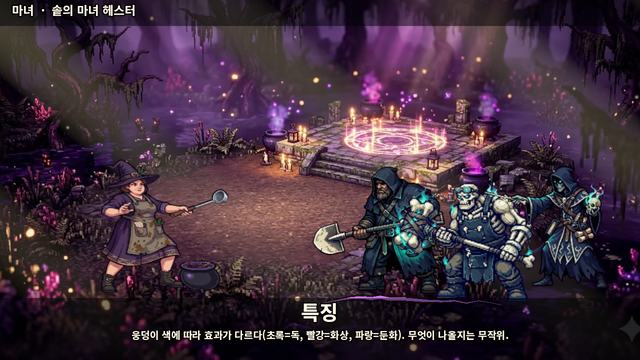 마녀 · 솥의 마녀 헤스터
특징
웅덩이 색에 따라 효과가 다르다(초록=독, 빨강=화상, 파랑=둔화). 무엇이 나올지는 무작위.